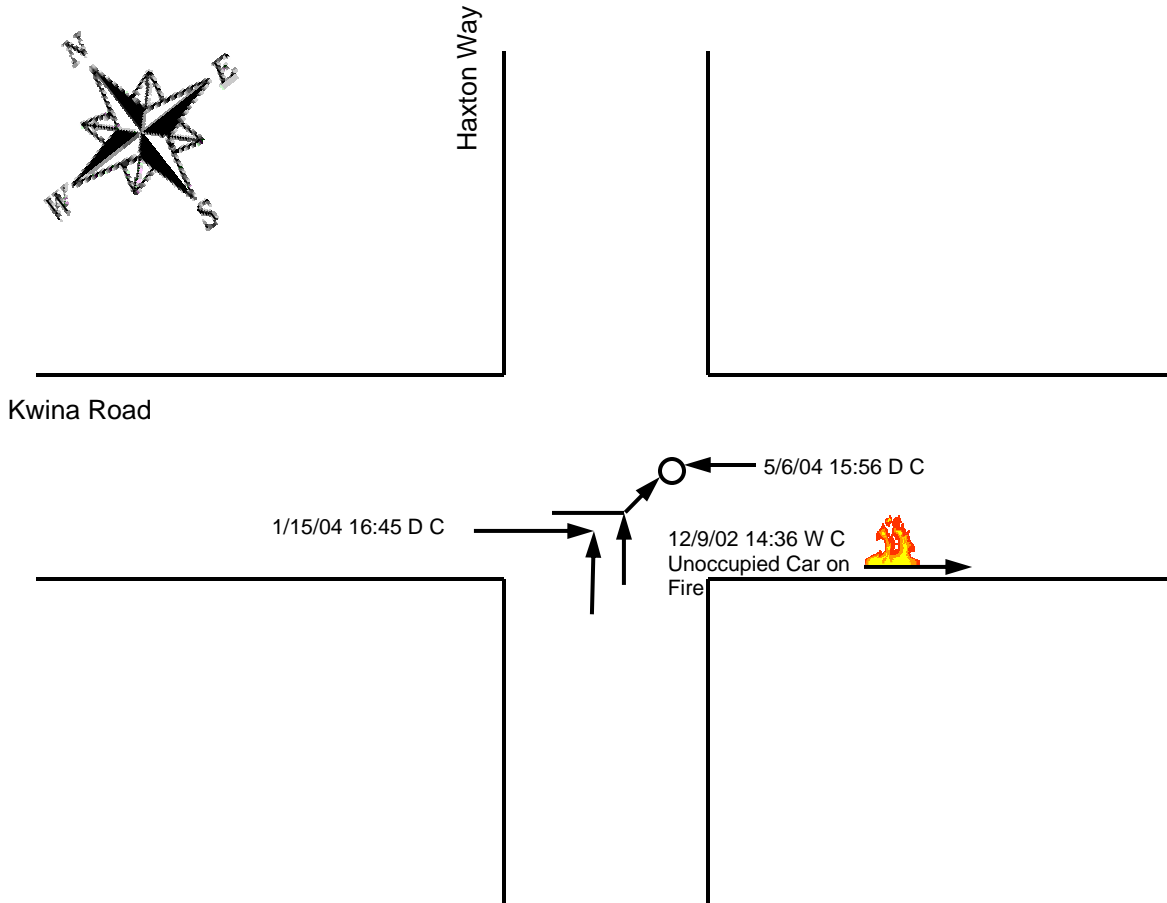 N
E
W
S
Haxton Way
Kwina Road
5/6/04 15:56 D C
1/15/04 16:45 D C
12/9/02 14:36 W C
Unoccupied Car on
Fire